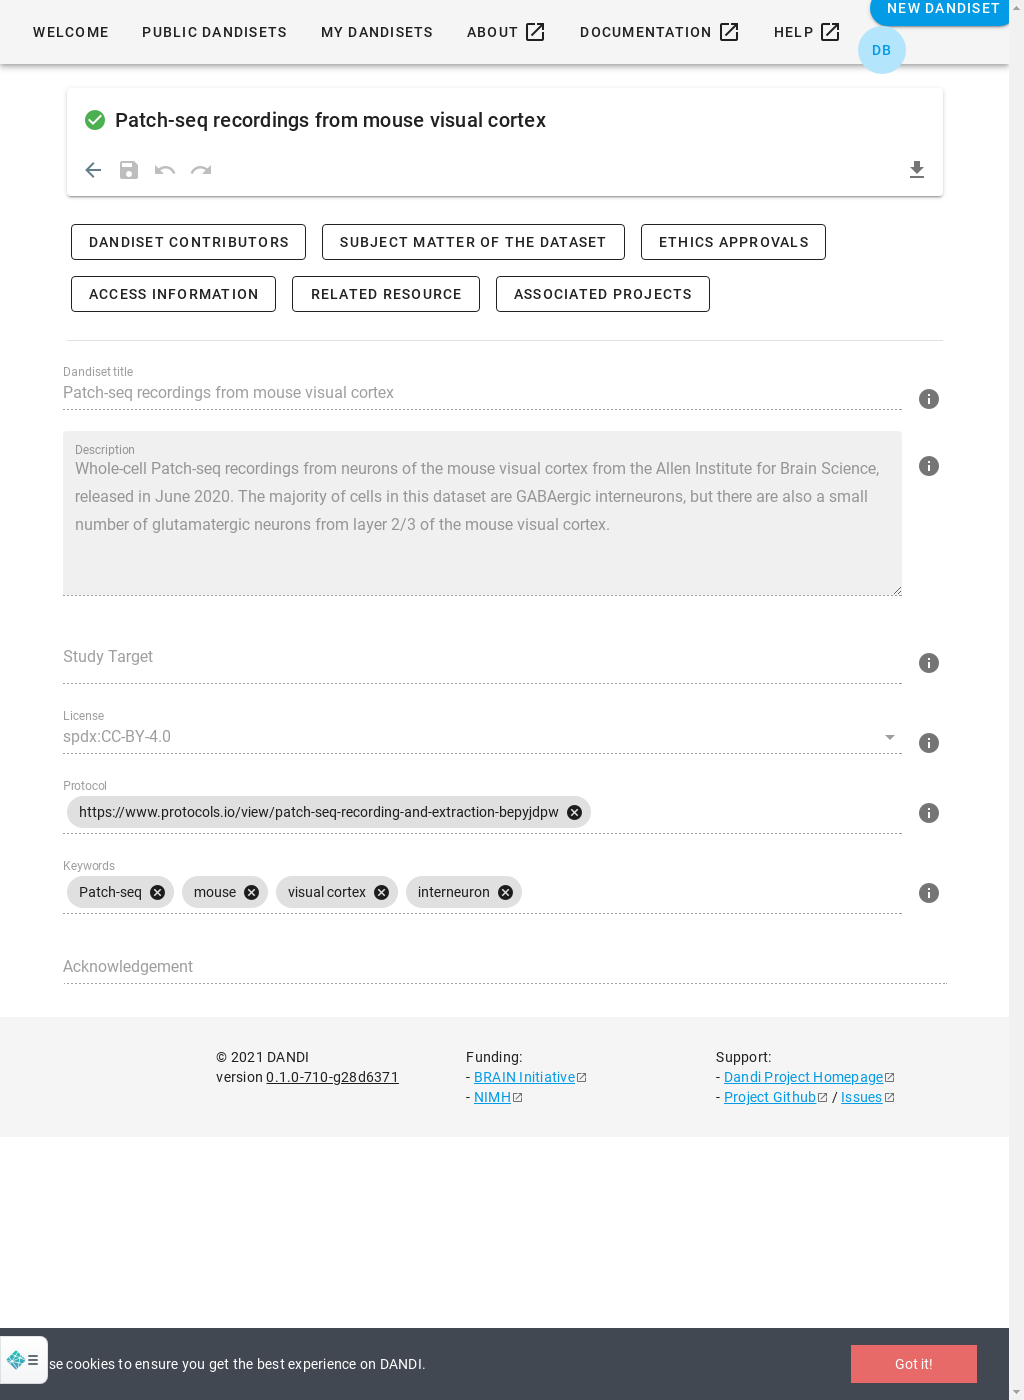 WELCOME PUBLIC DANDISETS MY DANDISETS ABOUT DOCUMENTATION HELP NEW DANDISET
DB
Patch-seq recordings from mouse visual cortex
DANDISET CONTRIBUTORS SUBJECT MATTER OF THE DATASET ETHICS APPROVALS
ACCESS INFORMATION RELATED RESOURCE ASSOCIATED PROJECTS
Dandiset title
Patch-seq recordings from mouse visual cortex
Description
Whole-cell Patch-seq recordings from neurons of the mouse visual cortex from the Allen Institute for Brain Science,
released in June 2020. The majority of cells in this dataset are GABAergic interneurons, but there are also a small
number of glutamatergic neurons from layer 2/3 of the mouse visual cortex.
Study Target
License
spdx:CC-BY-4.0
Protocol
https://www.protocols.io/view/patch-seq-recording-and-extraction-bepyjdpw
Keywords
Patch-seq mouse visual cortex interneuron
Acknowledgement
© 2021 DANDI Funding: Support:
version 0.1.0-710-g28d6371 - BRAIN Initiative - Dandi Project Homepage
- NIMH - Project Github / Issues
se cookies to ensure you get the best experience on DANDI. Got it!